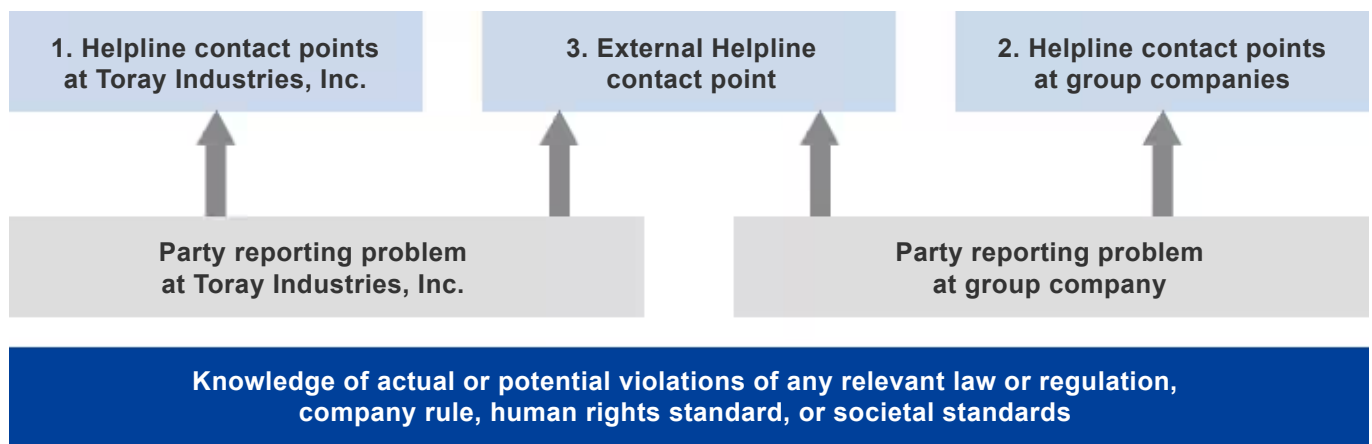 1. Helpline contact points
at Toray Industries, Inc.
3. External Helpline
contact point
2. Helpline contact points
at group companies
Party reporting problem
at Toray Industries, Inc.
Party reporting problem
at group company
Knowledge of actual or potential violations of any relevant law or regulation,
company rule, human rights standard, or societal standards